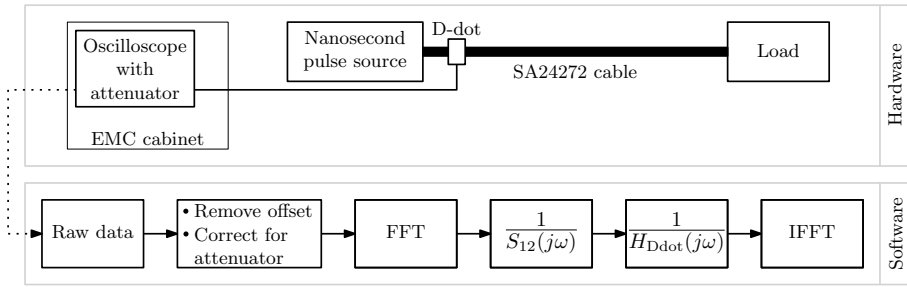 D-dot
Oscilloscope
with
attenuator
EMC cabinet
Nanosecond
pulse source
SA24272 cable
Load
Hardware
Raw data
• Remove offset
• Correct for
attenuator
FFT
1
S12(jω)
1
HDdot(jω)
IFFT
Software